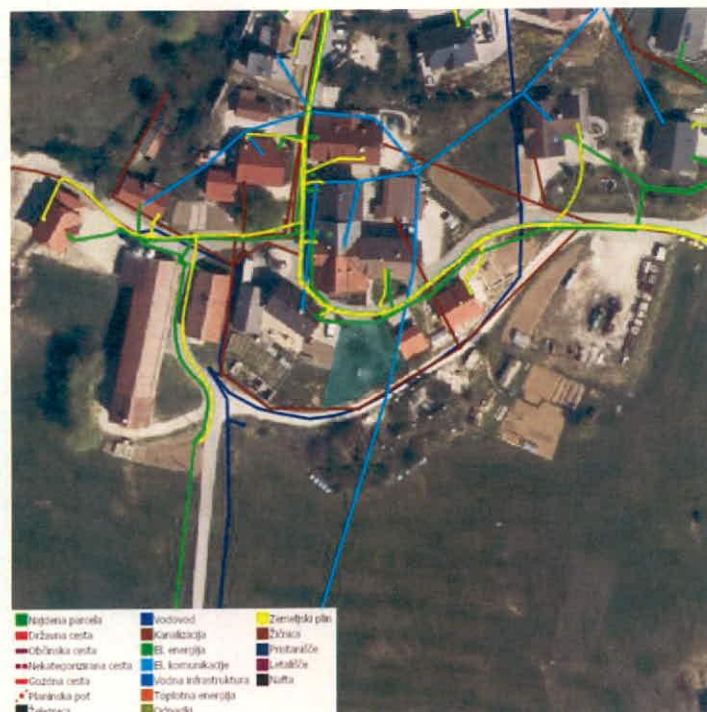 Najdena parcela
Državna cesta
Občinska cesta
Nekategorizirana cesta
Gozdna cesta
Planinska pot
Železnica
Vodovod
Kanalizacija
El. energija
El. komunikacije
Vodna infrastruktura
Toplotna energija
Odpadki
Zemeljski plin
Žičnica
Pristanišče
Letališče
Nafta